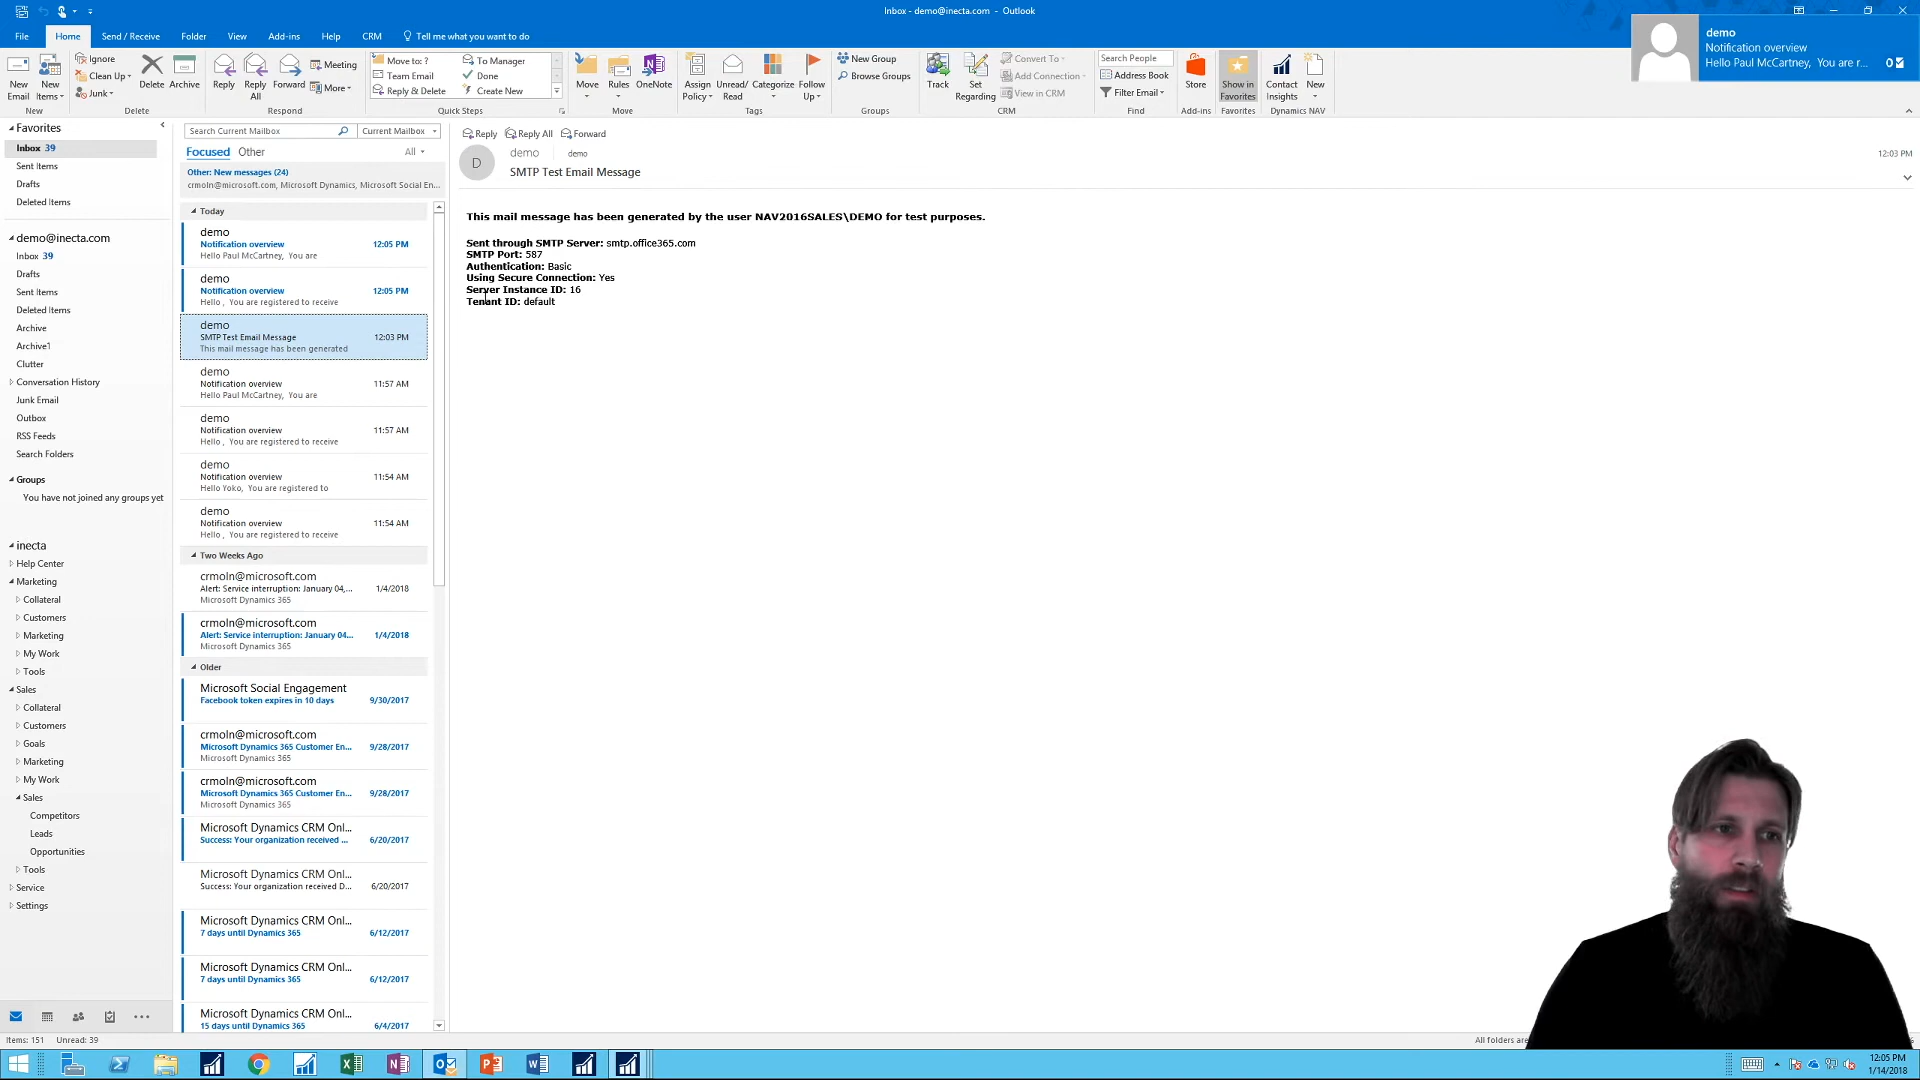 Inbox - demo@inecta.com - Outlook
File
Home
Send / Receive
Folder
View
Add-ins
Help
CRM
Tell me what you want to do
New Email
New Items
New
Ignore
Clean Up
Junk
Delete
Archive
Delete
Reply
Reply All
Forward
Meeting
More
Respond
Move to: ?
Team Email
Reply & Delete
To Manager
Done
Create New
Quick Steps
Move
Rules
OneNote
Move
Assign Policy
Unread/ Read
Categorize
Follow Up
Tags
New Group
Browse Groups
Groups
Track
Set Regarding
Convert To
Add Connection
View in CRM
CRM
Search People
Address Book
Filter Email
Find
Store
Add-ins
Show in Favorites
Favorites
Contact Insights
New
Dynamics NAV
demo
Notification overview
Hello Paul McCartney, You are r...
Favorites
Inbox 39
Sent Items
Drafts
Deleted Items
demo@inecta.com
Inbox 39
Drafts
Sent Items
Deleted Items
Archive
Archive1
Clutter
Conversation History
Junk Email
Outbox
RSS Feeds
Search Folders
Groups
You have not joined any groups yet
inecta
Help Center
Marketing
Collateral
Customers
Marketing
My Work
Tools
Sales
Collateral
Customers
Goals
Marketing
My Work
Sales
Competitors
Leads
Opportunities
Tools
Service
Settings
Items: 151 Unread: 39
Search Current Mailbox
Current Mailbox
Focused Other
All
Other: New messages (24)
crmoln@microsoft.com, Microsoft Dynamics, Microsoft Social En...
Today
demo
Notification overview 12:05 PM
Hello Paul McCartney, You are
demo
Notification overview 12:05 PM
Hello , You are registered to receive
demo
SMTP Test Email Message 12:03 PM
This mail message has been generated
demo
Notification overview 11:57 AM
Hello Paul McCartney, You are
demo
Notification overview 11:57 AM
Hello , You are registered to receive
demo
Notification overview 11:54 AM
Hello Yoko, You are registered to
demo
Notification overview 11:54 AM
Hello , You are registered to receive
Two Weeks Ago
crmoln@microsoft.com
Alert: Service interruption: January 04,... 1/4/2018
Microsoft Dynamics 365
crmoln@microsoft.com
Alert: Service interruption: January 04... 1/4/2018
Microsoft Dynamics 365
Older
Microsoft Social Engagement
Facebook token expires in 10 days 9/30/2017
crmoln@microsoft.com
Microsoft Dynamics 365 Customer En... 9/28/2017
Microsoft Dynamics 365
crmoln@microsoft.com
Microsoft Dynamics 365 Customer En... 9/28/2017
Microsoft Dynamics 365
Microsoft Dynamics CRM Onl...
Success: Your organization received ... 6/20/2017
Microsoft Dynamics CRM Onl...
Success: Your organization received D... 6/20/2017
Microsoft Dynamics CRM Onl...
7 days until Dynamics 365 6/12/2017
Microsoft Dynamics CRM Onl...
7 days until Dynamics 365 6/12/2017
Microsoft Dynamics CRM Onl...
15 days until Dynamics 365 6/4/2017
Reply Reply All Forward
D
demo demo
SMTP Test Email Message
12:03 PM
This mail message has been generated by the user NAV2016SALES\DEMO for test purposes.
Sent through SMTP Server: smtp.office365.com
SMTP Port: 587
Authentication: Basic
Using Secure Connection: Yes
Server Instance ID: 16
Tenant ID: default
All folders are
12:05 PM
1/14/2018